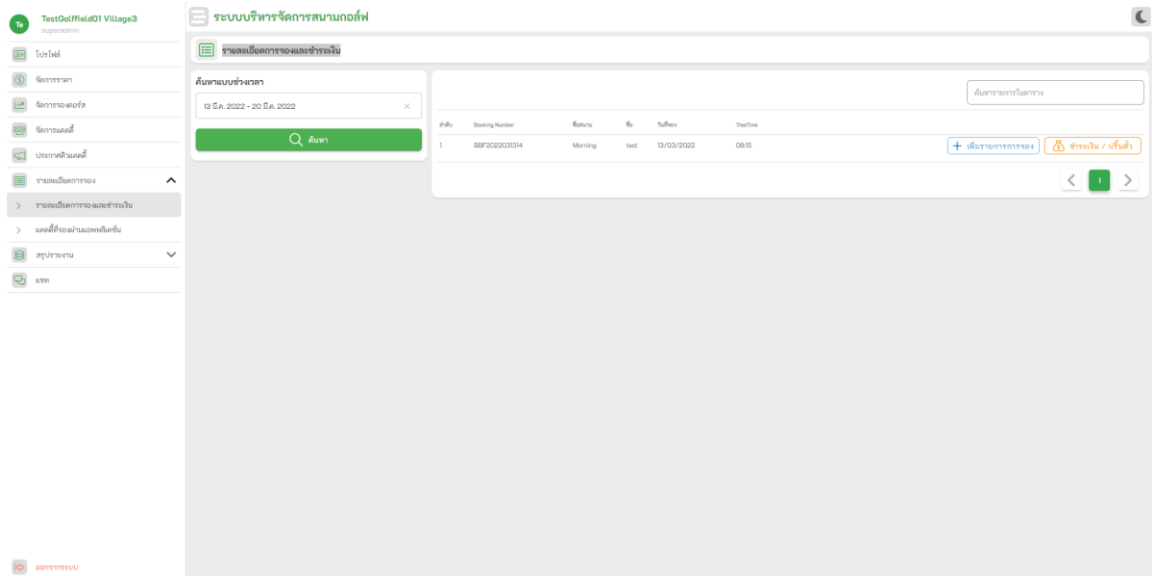 Te
TestGolffield01 Village3
superadmin
โปรไฟล์
จัดการราคา
จัดการจองคอร์ส
จัดการแคดดี้
ประกาศคิวแคดดี้
รายละเอียดการจอง
รายละเอียดการจองและชำระเงิน
แคดดี้ที่จองผ่านแอพพลิเคชั่น
สรุปรายงาน
แชท
ออกจากระบบ
ระบบบริหารจัดการสนามกอล์ฟ
รายละเอียดการจองและชำระเงิน
ค้นหาแบบช่วงเวลา
13 มี.ค. 2022 - 20 มี.ค. 2022
ค้นหา
ค้นหารายการในตาราง
ลำดับ Booking Number ชื่อสนาม ชื่อ วันที่จอง TreeTime
1 BBF2022031314 Morning test 13/03/2022 08:15 เพิ่มรายการการจอง ชำระเงิน / ปริ้นตั๋ว
1